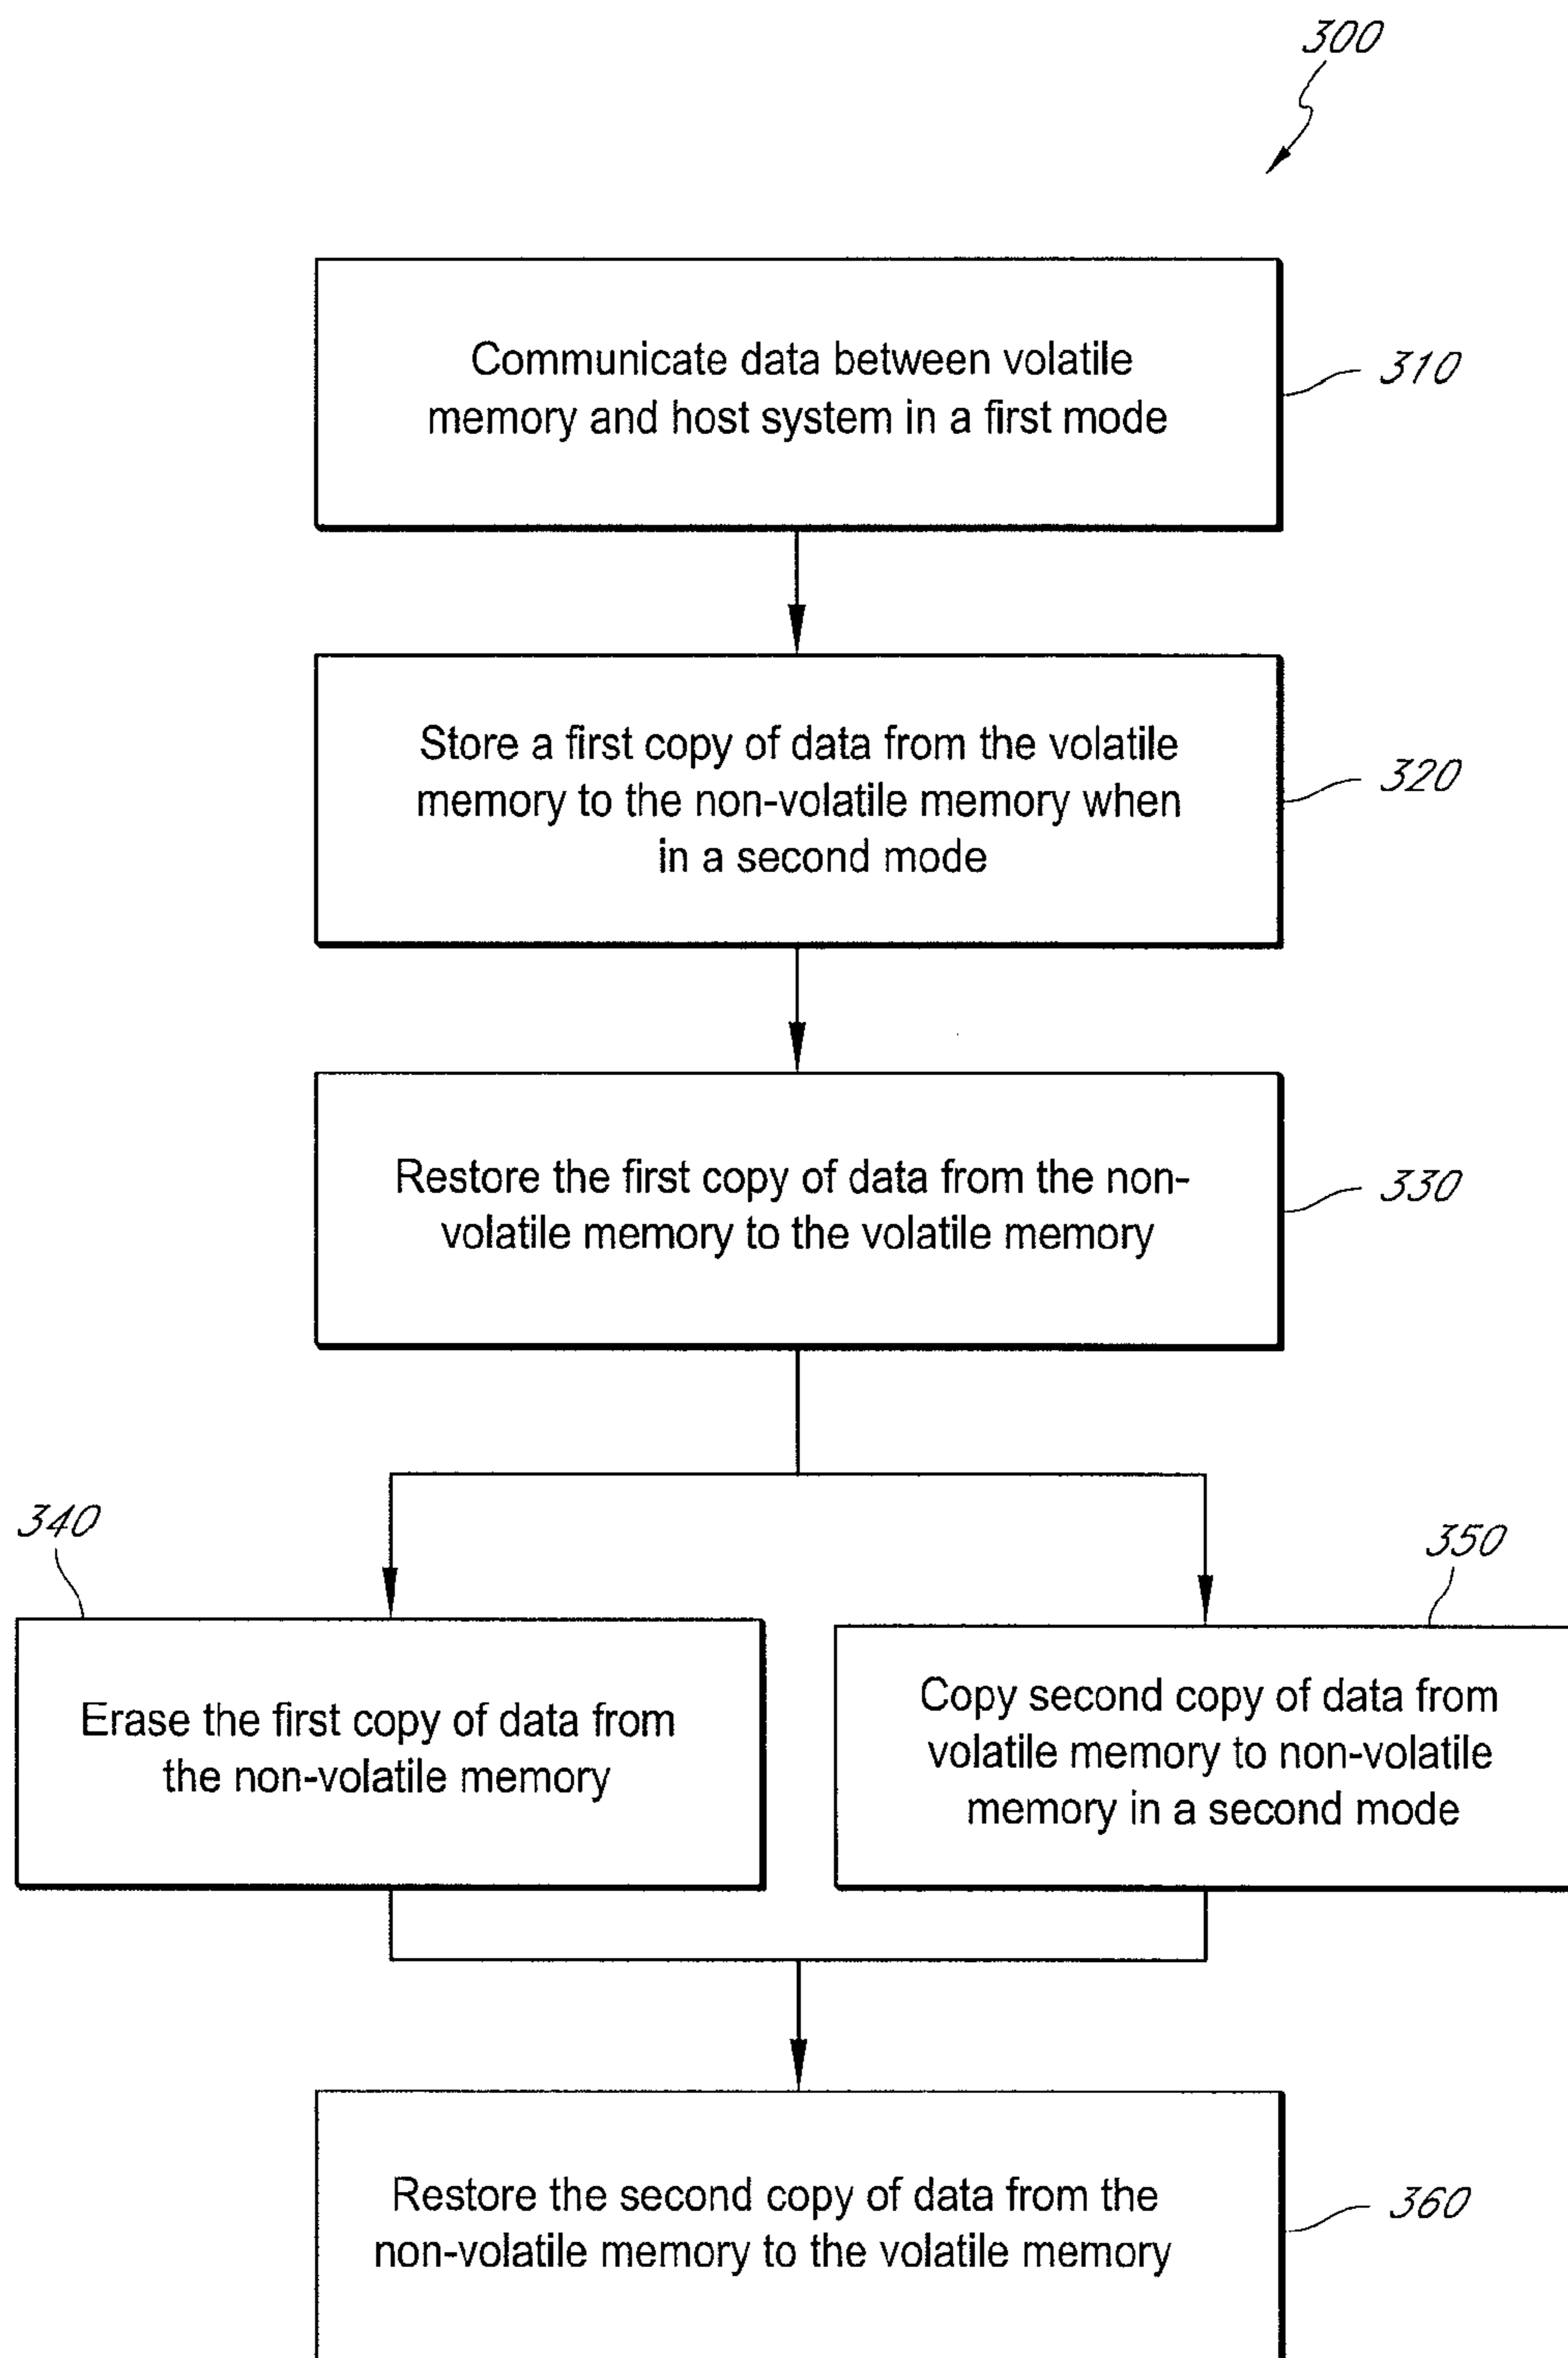 300
Communicate data between volatile
memory and host system in a first mode
310
Store a first copy of data from the volatile
memory to the non-volatile memory when
in a second mode
320
Restore the first copy of data from the non-
volatile memory to the volatile memory
330
340
Erase the first copy of data from
the non-volatile memory
350
Copy second copy of data from
volatile memory to non-volatile
memory in a second mode
Restore the second copy of data from the
non-volatile memory to the volatile memory
360